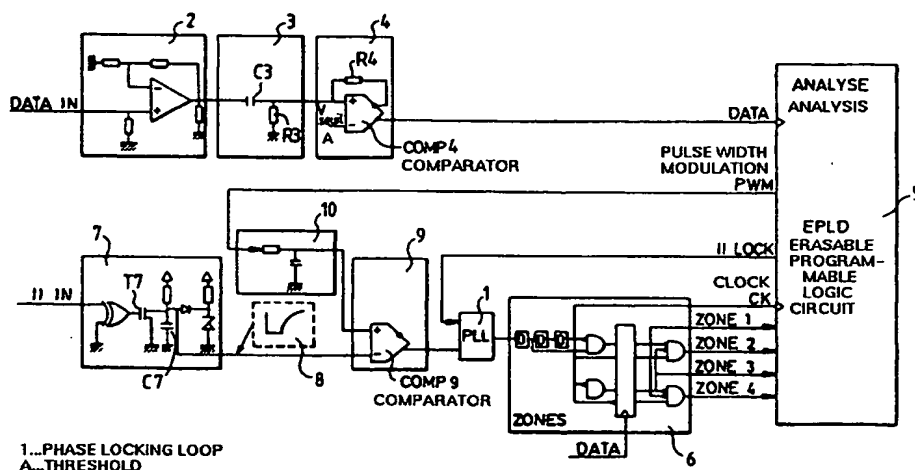 2
3
4
R4
C3
DATA IN
R3
V
seuil
A
COMP 4
COMPARATOR
DATA
ANALYSE
ANALYSIS
PULSE WIDTH
MODULATION
PWM
5
7
10
9
T7
II IN
C7
8
COMP 9
COMPARATOR
1
PLL
II LOCK
CLOCK
CK
EPLD
ERASABLE
PROGRAM-
MABLE
LOGIC
CIRCUIT
D D D
ZONE 1
ZONE 2
ZONE 3
ZONE 4
ZONES
DATA
6
1...PHASE LOCKING LOOP
A...THRESHOLD